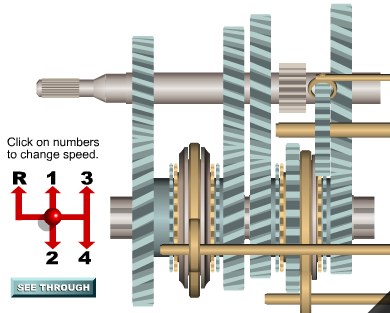 Click on numbers
to change speed.
R 1 3
2 4
SEE THROUGH